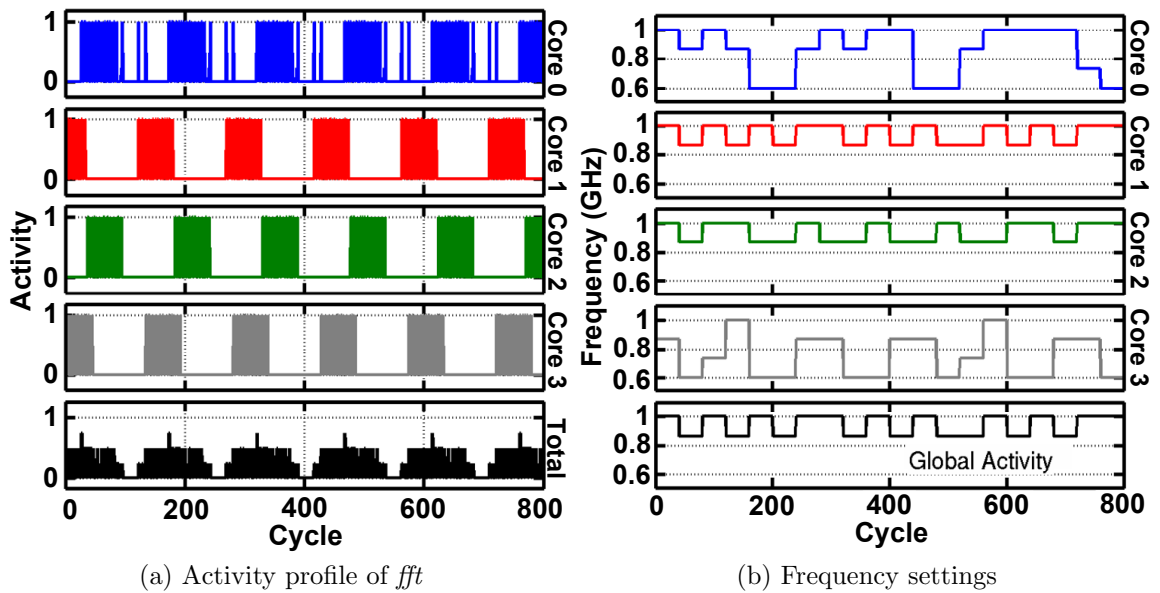 1
0
Core 0
1
0
Core 1
1
0
Core 2
1
0
Core 3
1
0
Total
Activity
0 200 400 600 800
Cycle
(a) Activity profile of fft
1
0.8
0.6
Core 0
1
0.8
0.6
Core 1
1
0.8
0.6
Core 2
1
0.8
0.6
Core 3
1
0.8
0.6
Global Activity
Frequency (GHz)
0 200 400 600 800
Cycle
(b) Frequency settings